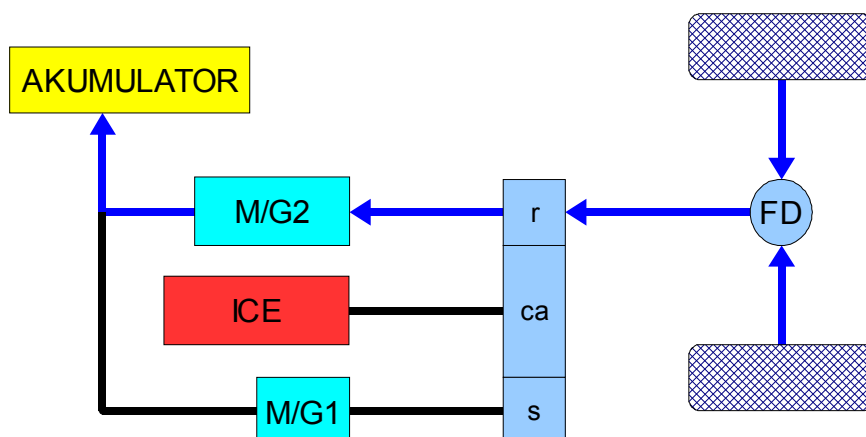 AKUMULATOR
M/G2
r
FD
ICE
ca
M/G1
s